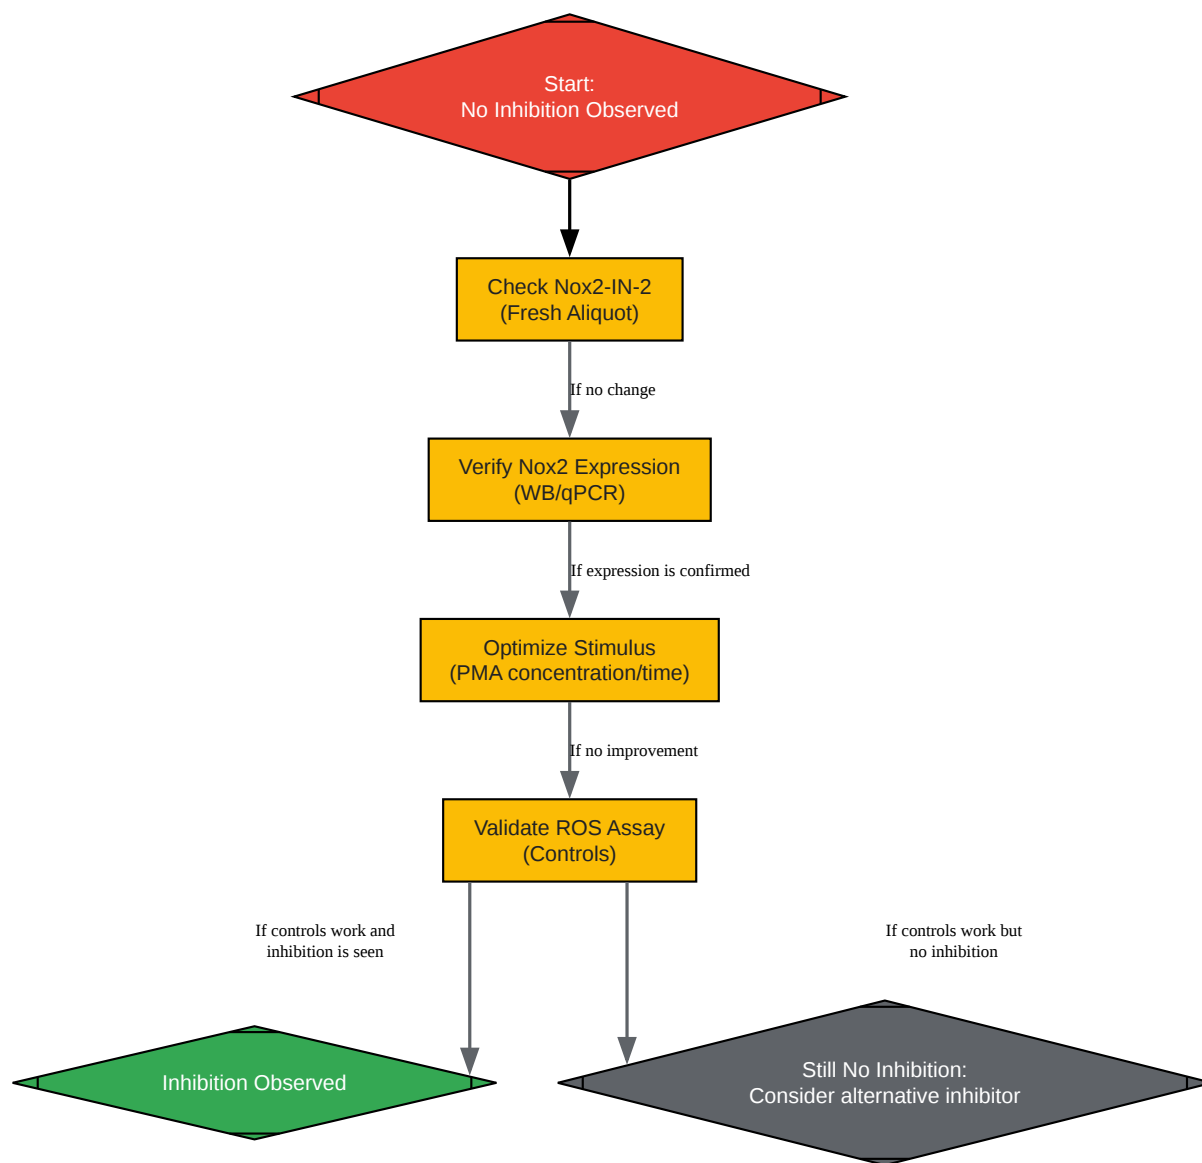 Start:
No Inhibition Observed
Check Nox2-IN-2
(Fresh Aliquot)
If no change
Verify Nox2 Expression
(WB/qPCR)
If expression is confirmed
Optimize Stimulus
(PMA concentration/time)
If no improvement
Validate ROS Assay
(Controls)
If controls work and
inhibition is seen
If controls work but
no inhibition
Inhibition Observed
Still No Inhibition:
Consider alternative inhibitor